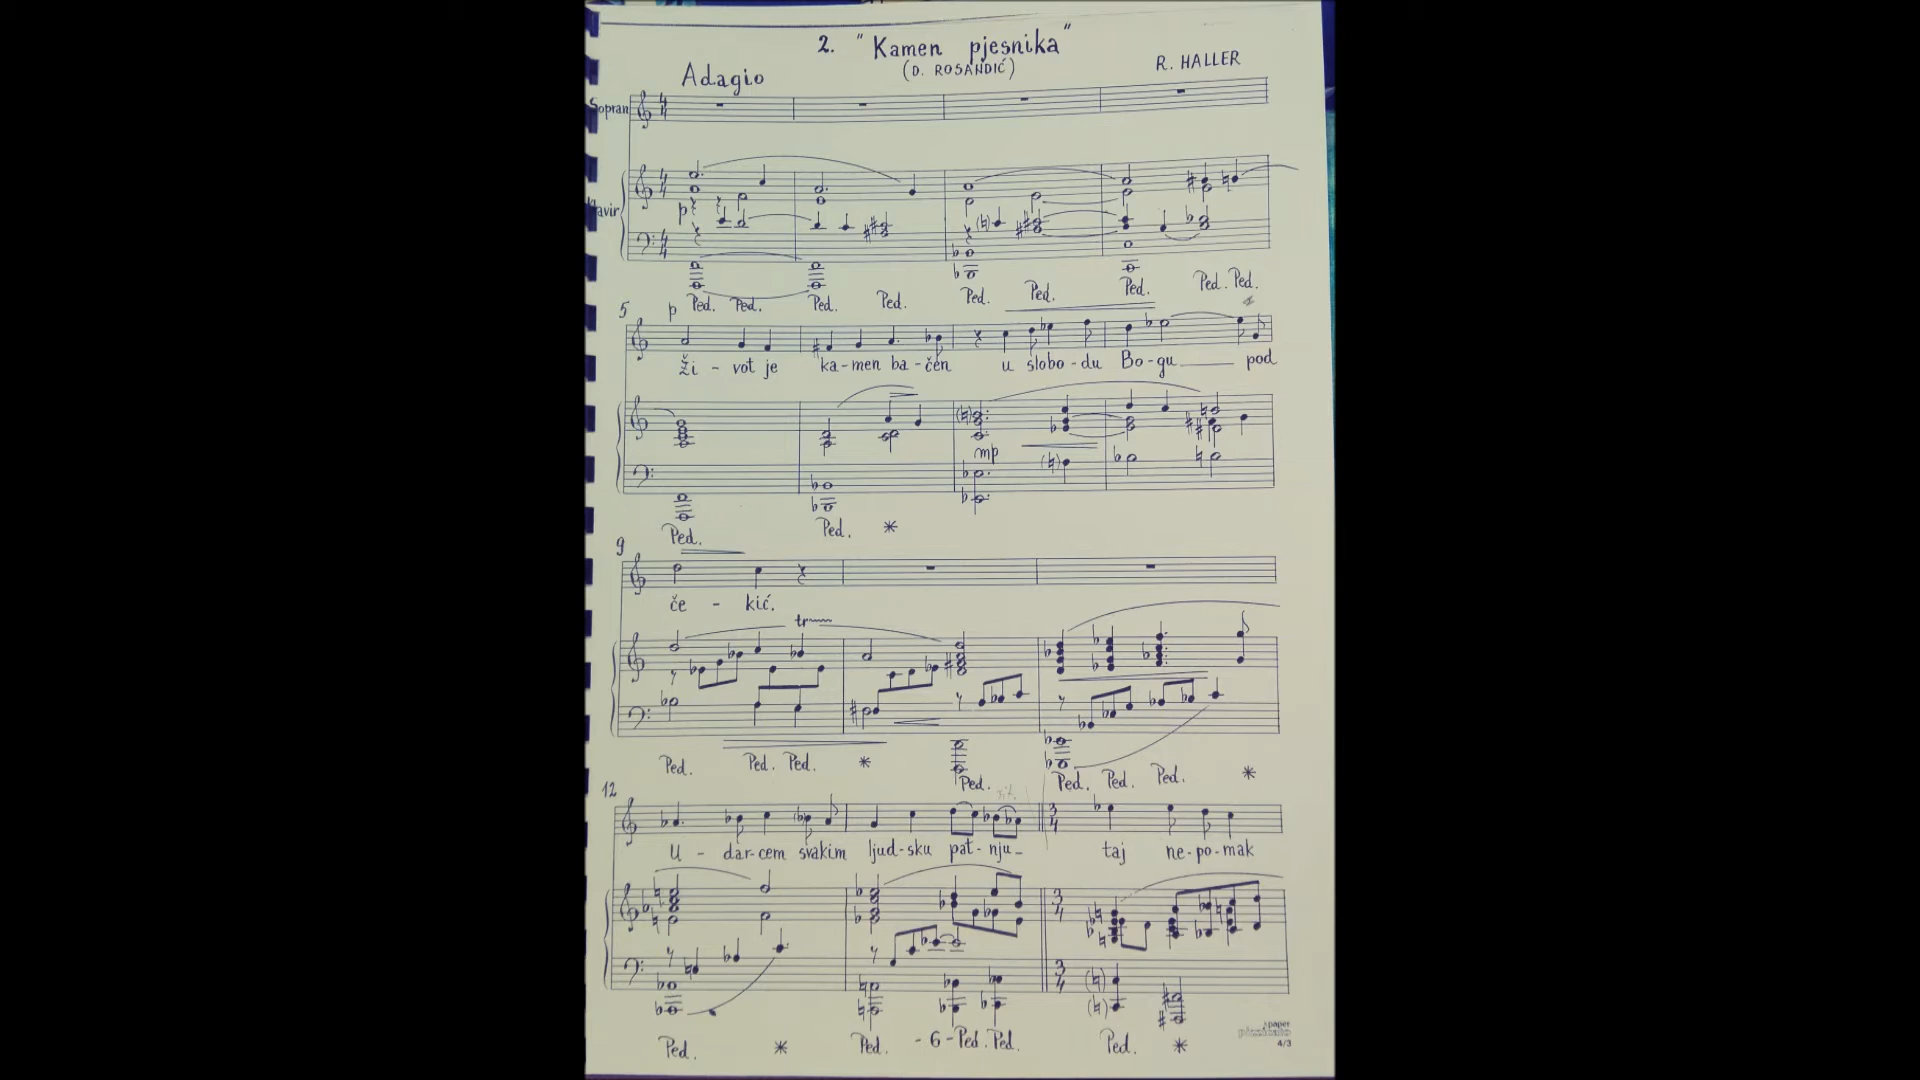 2. "Kamen pjesnika"
(D. ROSANDIĆ)
R. HALLER
Adagio
Sopran
p
Ped. Ped. Ped. Ped. Ped. Ped. Ped. Ped. Ped.
5 p
Ži - vot je ka-men ba-čen u slobo-du Bo-gu pod
mp
Ped. Ped. *
9
če - kić.
tr
Ped. Ped. Ped. * Ped. Ped. Ped. Ped. *
12
U - dar-cem svakim ljud-sku pat-nju taj ne-po-mak
Ped. * Ped. - 6 - Ped. Ped. Ped. *
paper
4/3